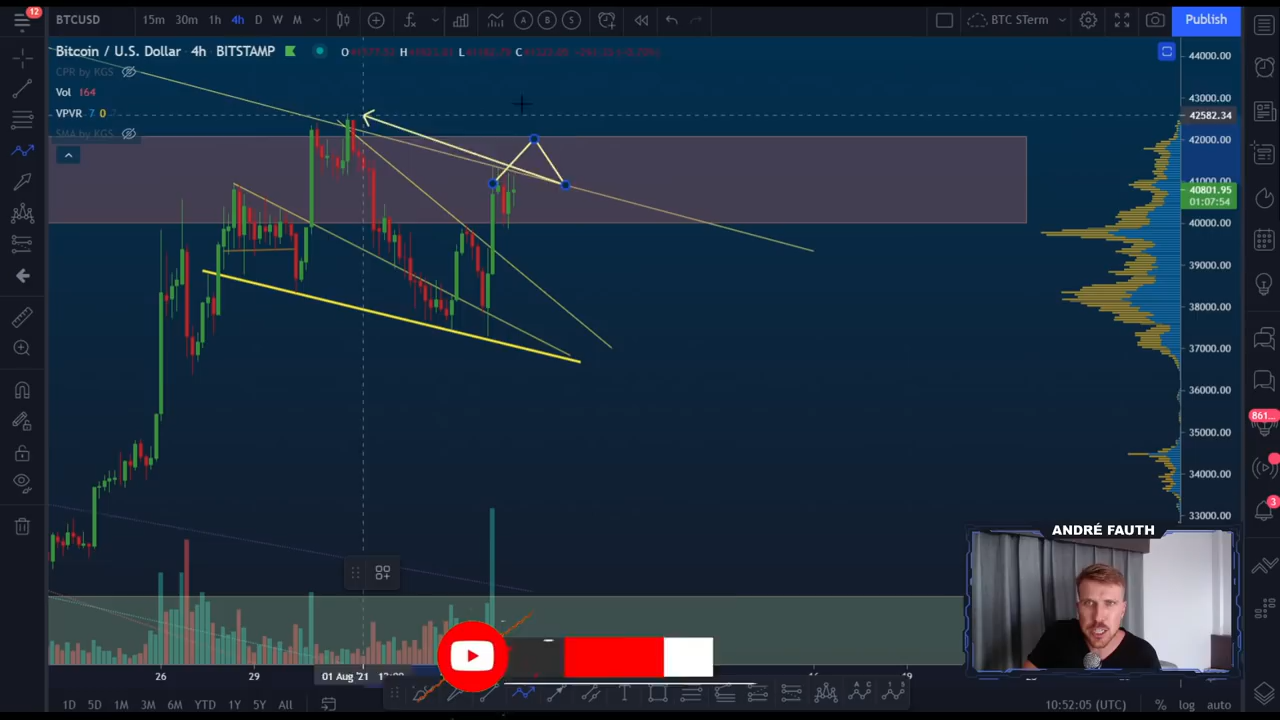 12
BTCUSD
15m 30m 1h 4h D W M
A B S
BTC STerm
Publish
Bitcoin / U.S. Dollar 4h BITSTAMP
O H L C
CPR by KGS
Vol 164
VPVR 7 0
SMA by KGS
44000.00
43000.00
42582.34
42000.00
41000.00
40801.95
01:07:54
40000.00
39000.00
38000.00
37000.00
36000.00
35000.00
34000.00
33000.00
861...
3
ANDRÉ FAUTH
26 29 01 Aug '21 16 19
1D 5D 1M 3M 6M YTD 1Y 5Y All
10:52:05 (UTC) % log auto